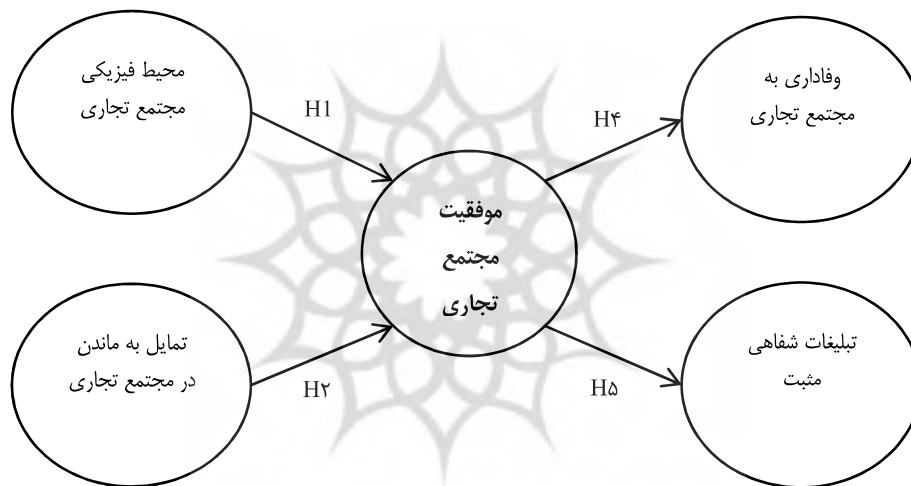 محیط فیزیکی
مجتمع تجاری
H1
وفاداری به
مجتمع تجاری
H۴
موفقیت
مجتمع
تجاری
تمایل به ماندن
در مجتمع تجاری
H۲
تبلیغات شفاهی
مثبت
H۵